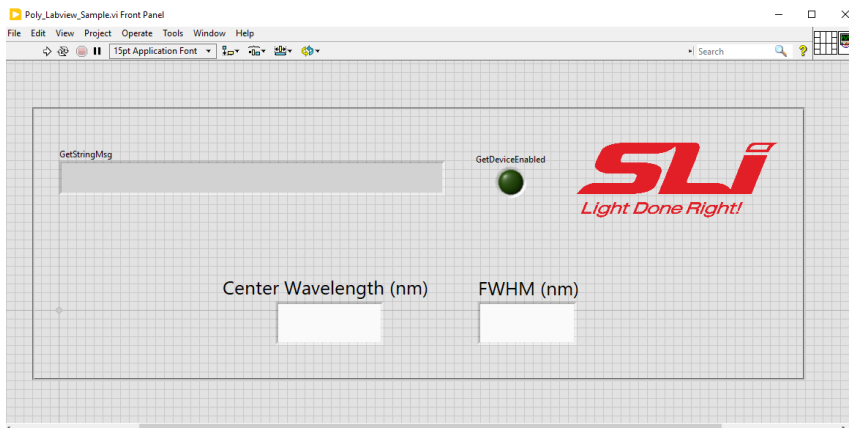 Poly_Labview_Sample.vi Front Panel
File Edit View Project Operate Tools Window Help
15pt Application Font
Search
?
GetStringMsg
GetDeviceEnabled
SLi
Light Done Right!
Center Wavelength (nm) FWHM (nm)